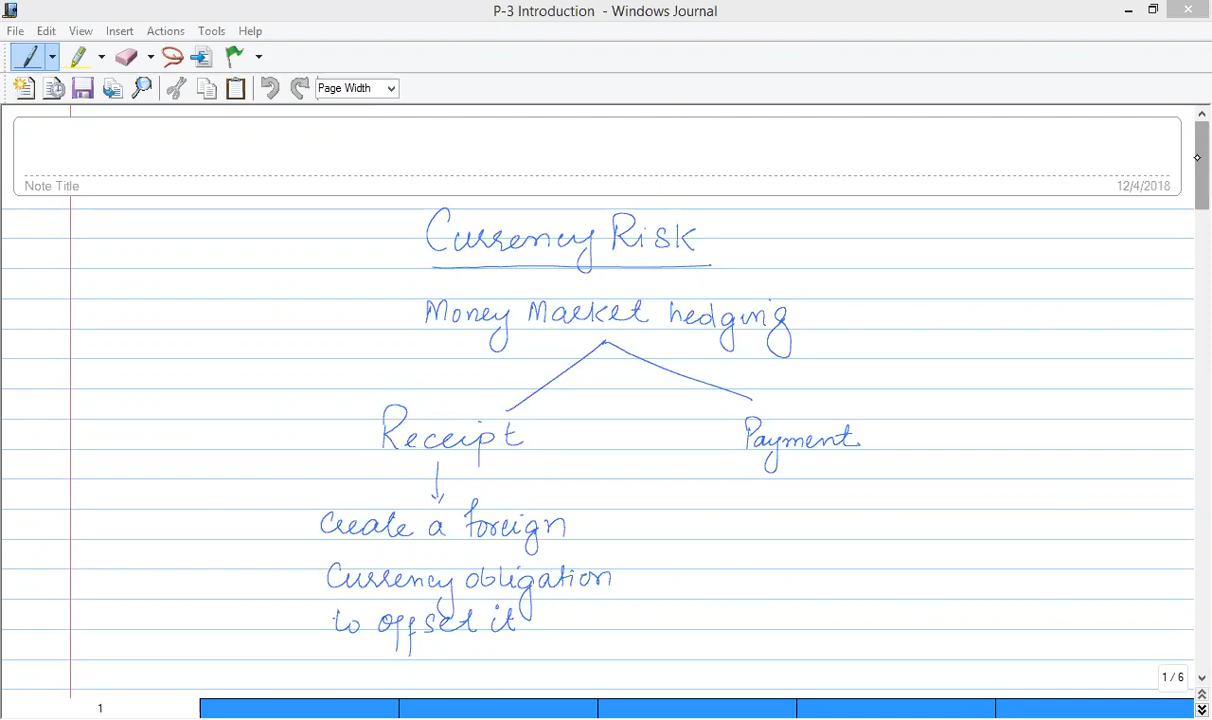 P-3 Introduction - Windows Journal
File Edit View Insert Actions Tools Help
Page Width
Note Title
12/4/2018
Currency Risk
Money Market hedging
Receipt
Payment
Create a foreign
Currency obligation
to offset it
1 / 6
1